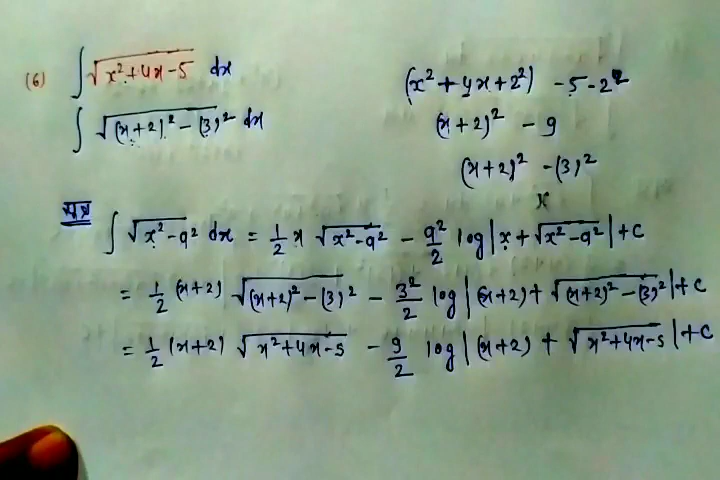 (6) ∫√x²+4x-5 dx
(x²+4x+2²) -5-2²
∫ √(x+2)² - (3)² dx
(x+2)² - 9
(x+2)² - (3)²
सूत्र
∫ √x²-a² dx = 1/2 x √x²-a² - a²/2 log|x+√x²-a²|+c
= 1/2 (x+2) √(x+2)²-(3)² - 3²/2 log|(x+2)+√(x+2)²-(3)²|+c
= 1/2 (x+2) √x²+4x-5 - 9/2 log|(x+2) + √x²+4x-5|+c